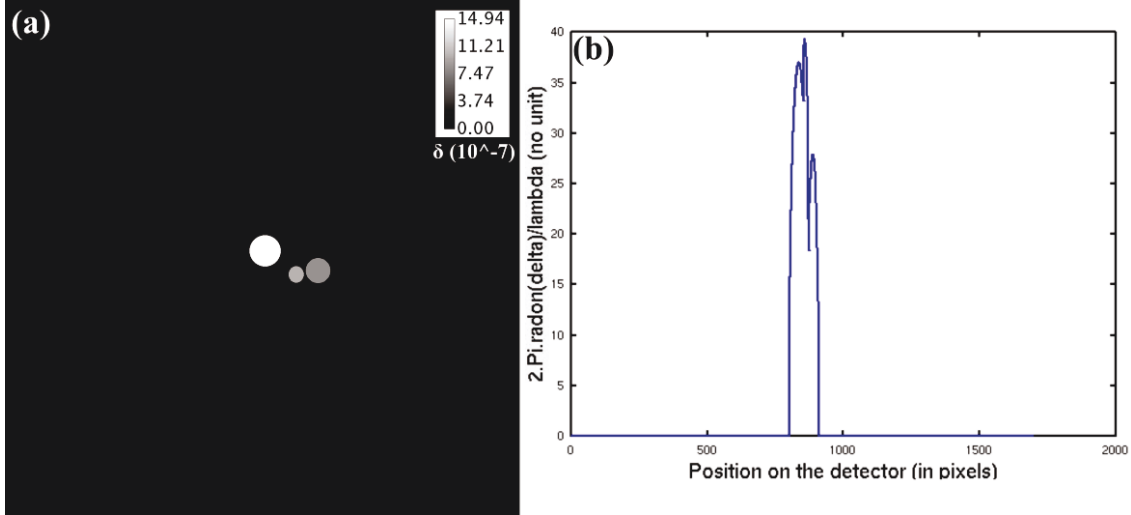 (a)
14.94
11.21
7.47
3.74
0.00
δ (10^-7)
(b)
2.Pi.radon(delta)/lambda (no unit)
40
35
30
25
20
15
10
5
0
0 500 1000 1500 2000
Position on the detector (in pixels)